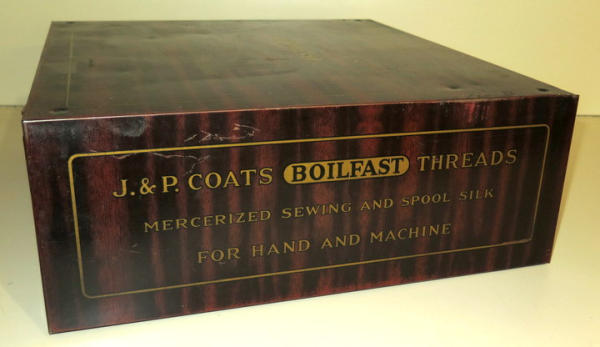 J. & P. COATS BOILFAST THREADS
MERCERIZED SEWING AND SPOOL SILK
FOR HAND AND MACHINE